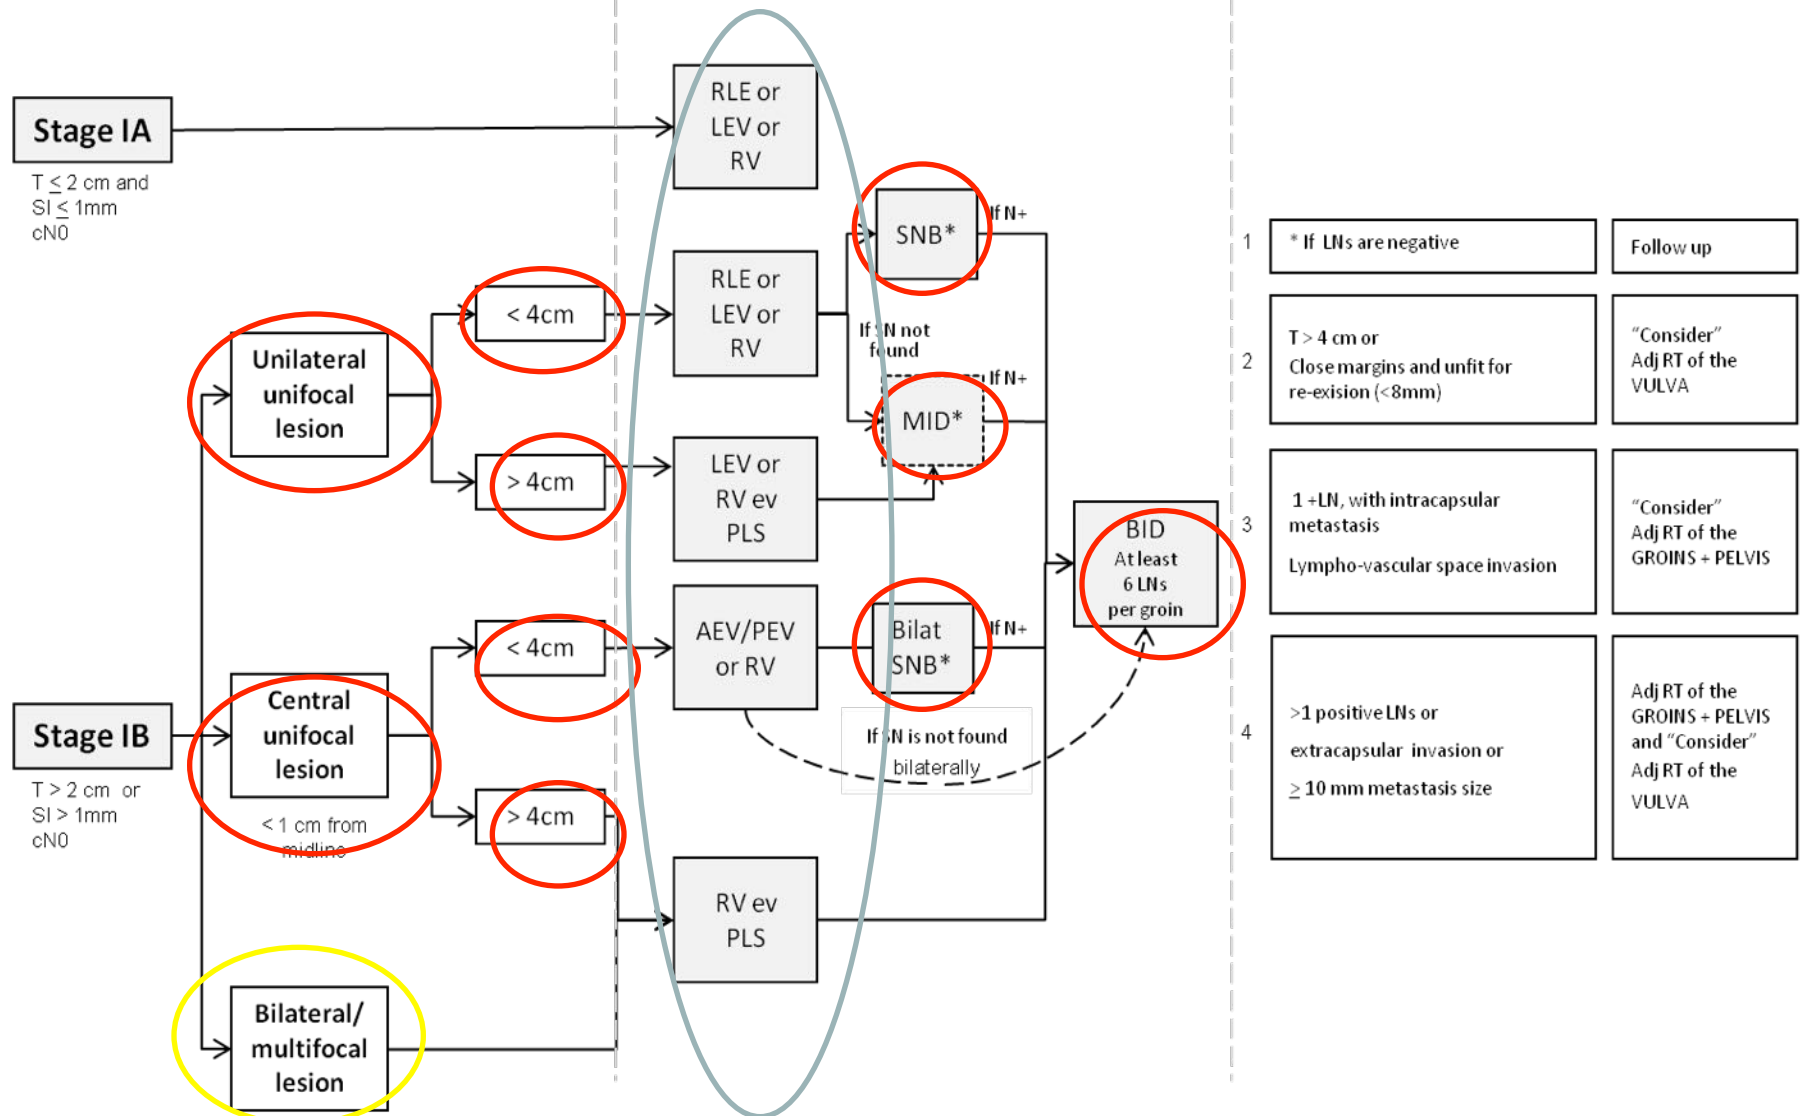 Stage IA
T ≤ 2 cm and
SI ≤ 1mm
cN0
Stage IB
T > 2 cm or
SI > 1mm
cN0
Unilateral
unifocal
lesion
Central
unifocal
lesion
< 1 cm from
midline
Bilateral/
multifocal
lesion
< 4cm
> 4cm
< 4cm
> 4cm
RLE or
LEV or
RV
RLE or
LEV or
RV
LEV or
RV ev
PLS
AEV/PEV
or RV
RV ev
PLS
SNB*
If N+
If SN not
found
MID*
If N+
Bilat
SNB*
If N+
If SN is not found
bilaterally
BID
At least
6 LNs
per groin
1
* If LNs are negative
Follow up
2
T > 4 cm or
Close margins and unfit for
re-exision (<8mm)
"Consider"
Adj RT of the
VULVA
3
1 +LN, with intracapsular
metastasis
Lympho-vascular space invasion
"Consider"
Adj RT of the
GROINS + PELVIS
4
>1 positive LNs or
extracapsular invasion or
≥ 10 mm metastasis size
Adj RT of the
GROINS + PELVIS
and "Consider"
Adj RT of the
VULVA